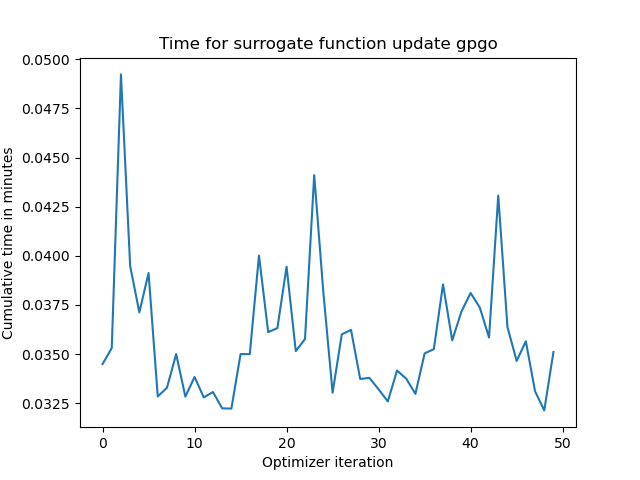 Time for surrogate function update gpgo
Cumulative time in minutes
0.0500
0.0475
0.0450
0.0425
0.0400
0.0375
0.0350
0.0325
0 10 20 30 40 50
Optimizer iteration